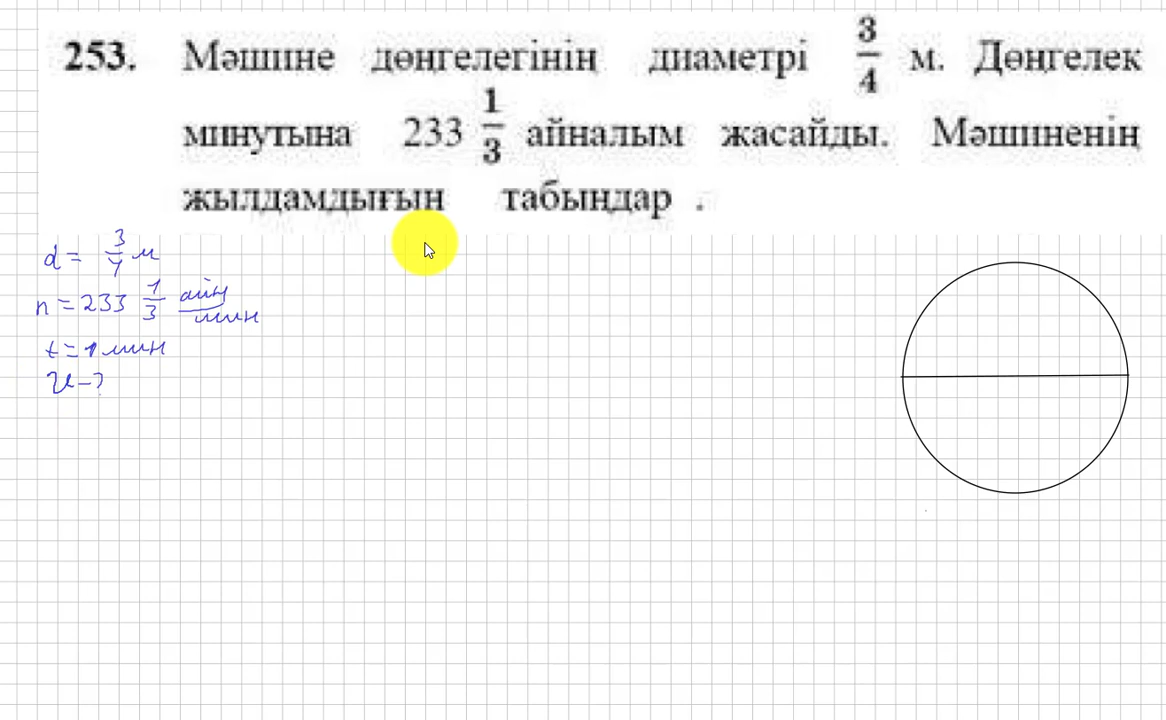 253. Мәшине дөңгелегінің диаметрі 3/4 м. Дөңгелек
минутына 233 1/3 айналым жасайды. Мәшиненің
жылдамдығын табыңдар .
d = 3/4 м
n = 233 1/3 айн/мин
t = 1 мин
υ - ?